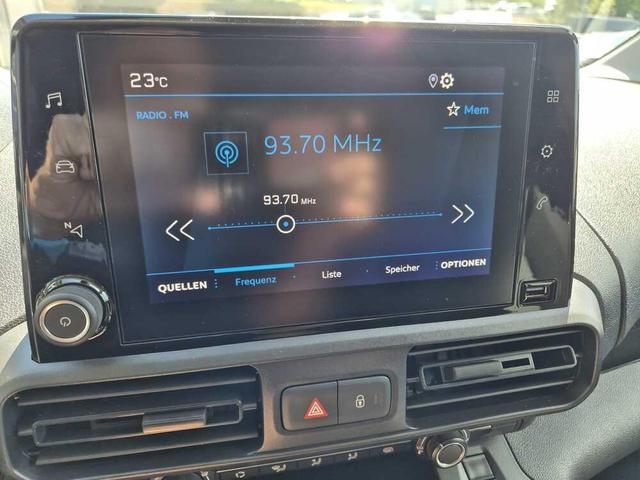 23°C
RADIO . FM
Mem
93.70 MHz
93.70 MHz
N
QUELLEN
Frequenz
Liste
Speicher
OPTIONEN